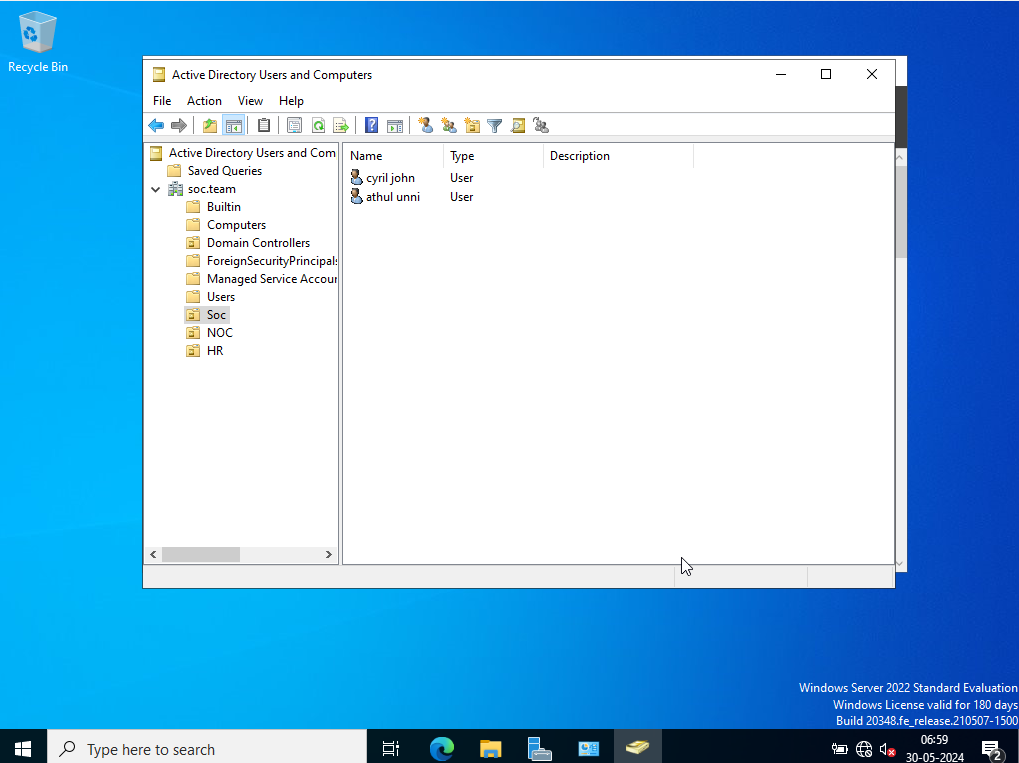 Recycle Bin
Active Directory Users and Computers
File Action View Help
Active Directory Users and Com
Saved Queries
soc.team
Builtin
Computers
Domain Controllers
ForeignSecurityPrincipals
Managed Service Accour
Users
Soc
NOC
HR
Name Type Description
cyril john User
athul unni User
Windows Server 2022 Standard Evaluation
Windows License valid for 180 days
Build 20348.fe_release.210507-1500
Type here to search
06:59
30-05-2024
2